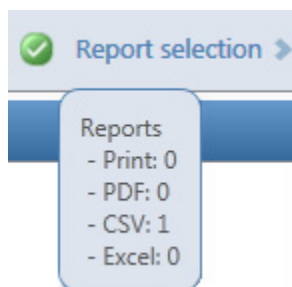 Report selection
Reports
- Print: 0
- PDF: 0
- CSV: 1
- Excel: 0